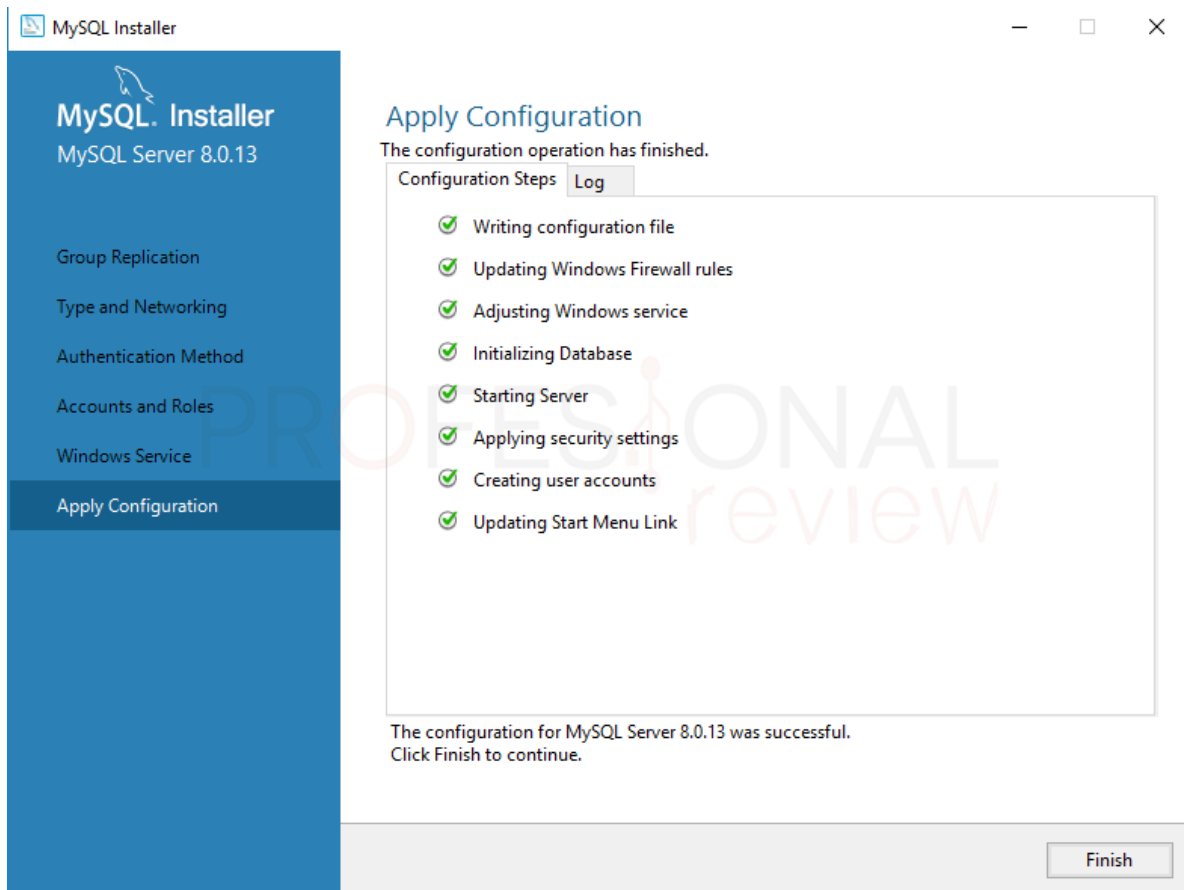 MySQL Installer
MySQL. Installer
MySQL Server 8.0.13
Group Replication
Type and Networking
Authentication Method
Accounts and Roles
Windows Service
Apply Configuration
Apply Configuration
The configuration operation has finished.
Configuration Steps Log
Writing configuration file
Updating Windows Firewall rules
Adjusting Windows service
Initializing Database
Starting Server
Applying security settings
Creating user accounts
Updating Start Menu Link
PROFESIONAL
review
The configuration for MySQL Server 8.0.13 was successful.
Click Finish to continue.
Finish